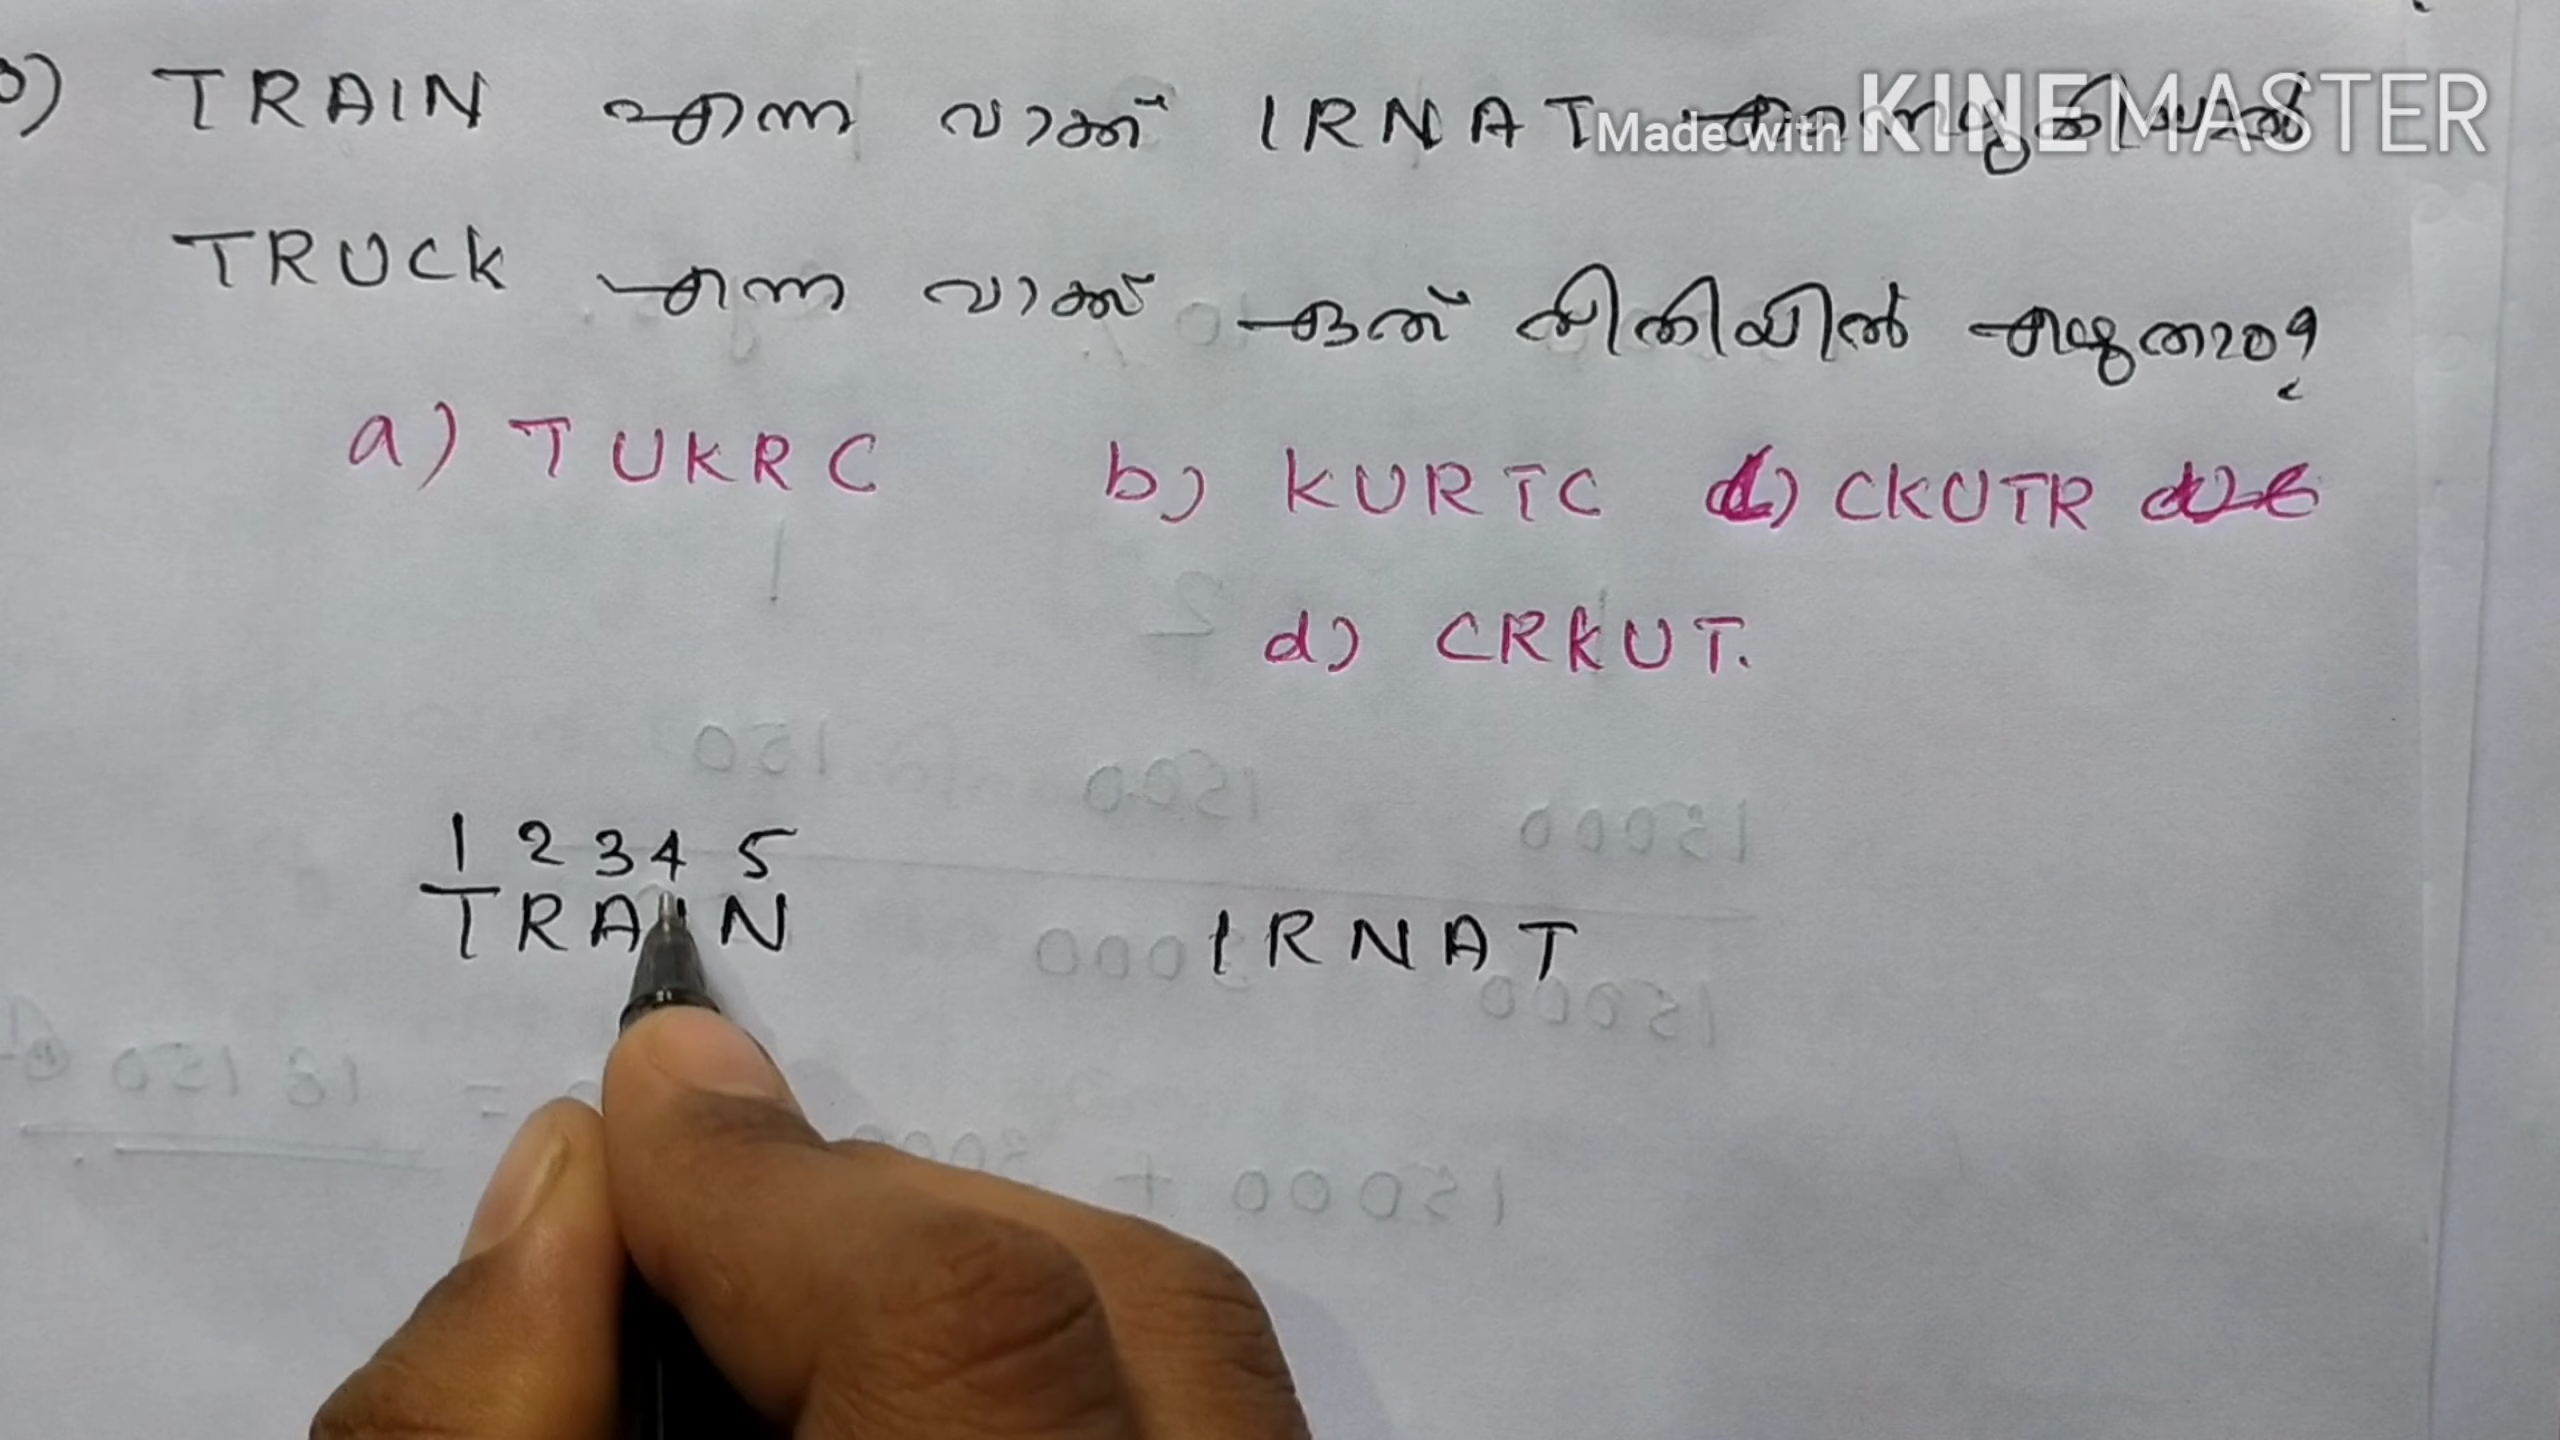 TRAIN എന്ന വാക്ക് IRNAT
Made with KINEMASTER
TRUCK എന്ന വാക്ക് ഏത് രീതിയിൽ എഴുതാം?
a) TUKRC b) KURTC ) CKUTR
d) CRKUT.
1 2 3 4 5
TRAIN IRNAT